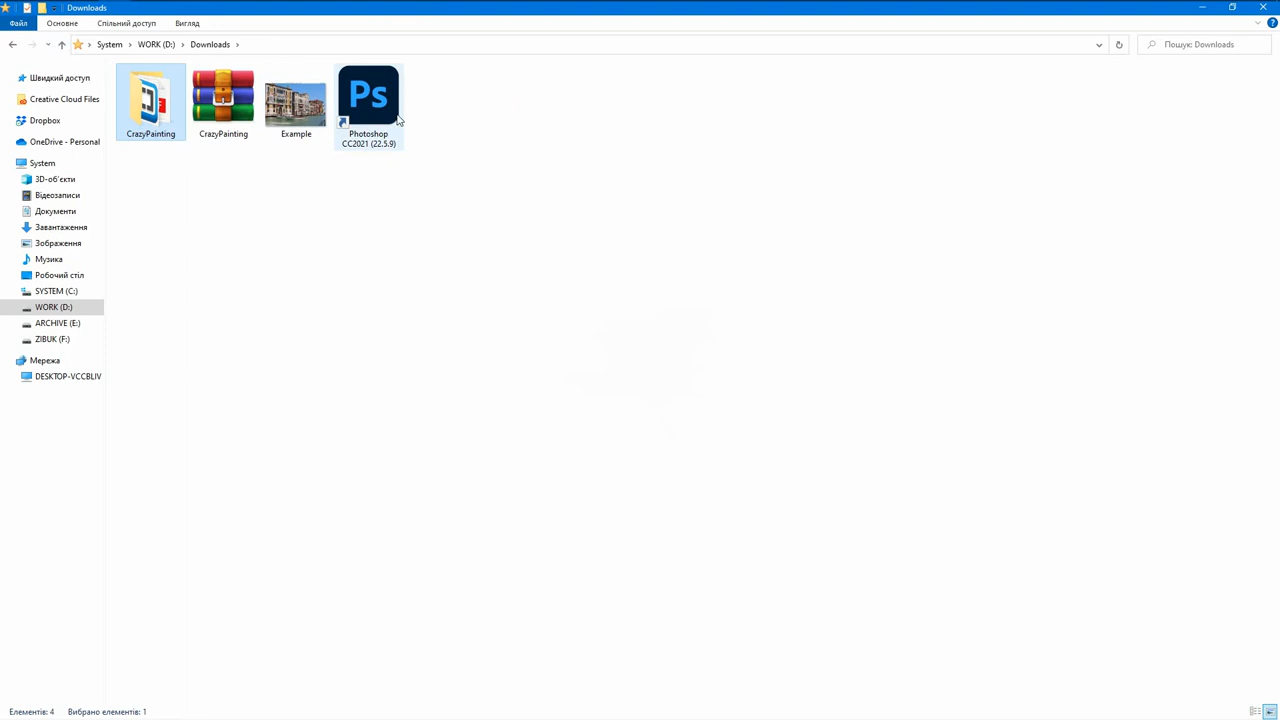 Downloads
Файл
Основне
Спільний доступ
Вигляд
System
WORK (D:)
Downloads
Пошук: Downloads
Швидкий доступ
Creative Cloud Files
Dropbox
OneDrive - Personal
System
3D-об'єкти
Відеозаписи
Документи
Завантаження
Зображення
Музика
Робочий стіл
SYSTEM (C:)
WORK (D:)
ARCHIVE (E:)
ZIBUK (F:)
Мережа
DESKTOP-VCCBLIV
CrazyPainting
CrazyPainting
Example
Ps
Photoshop
CC2021 (22.5.9)
Елементів: 4
Вибрано елементів: 1